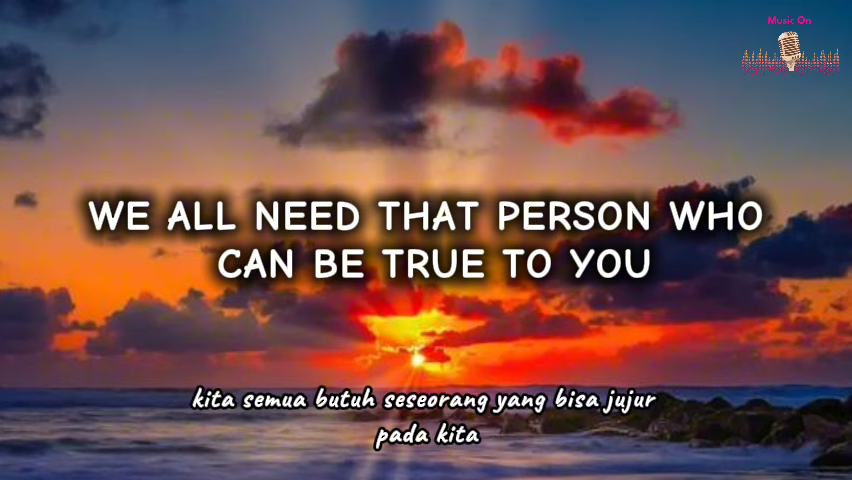 Music On
WE ALL NEED THAT PERSON WHO
CAN BE TRUE TO YOU
kita semua butuh seseorang yang bisa jujur
pada kita